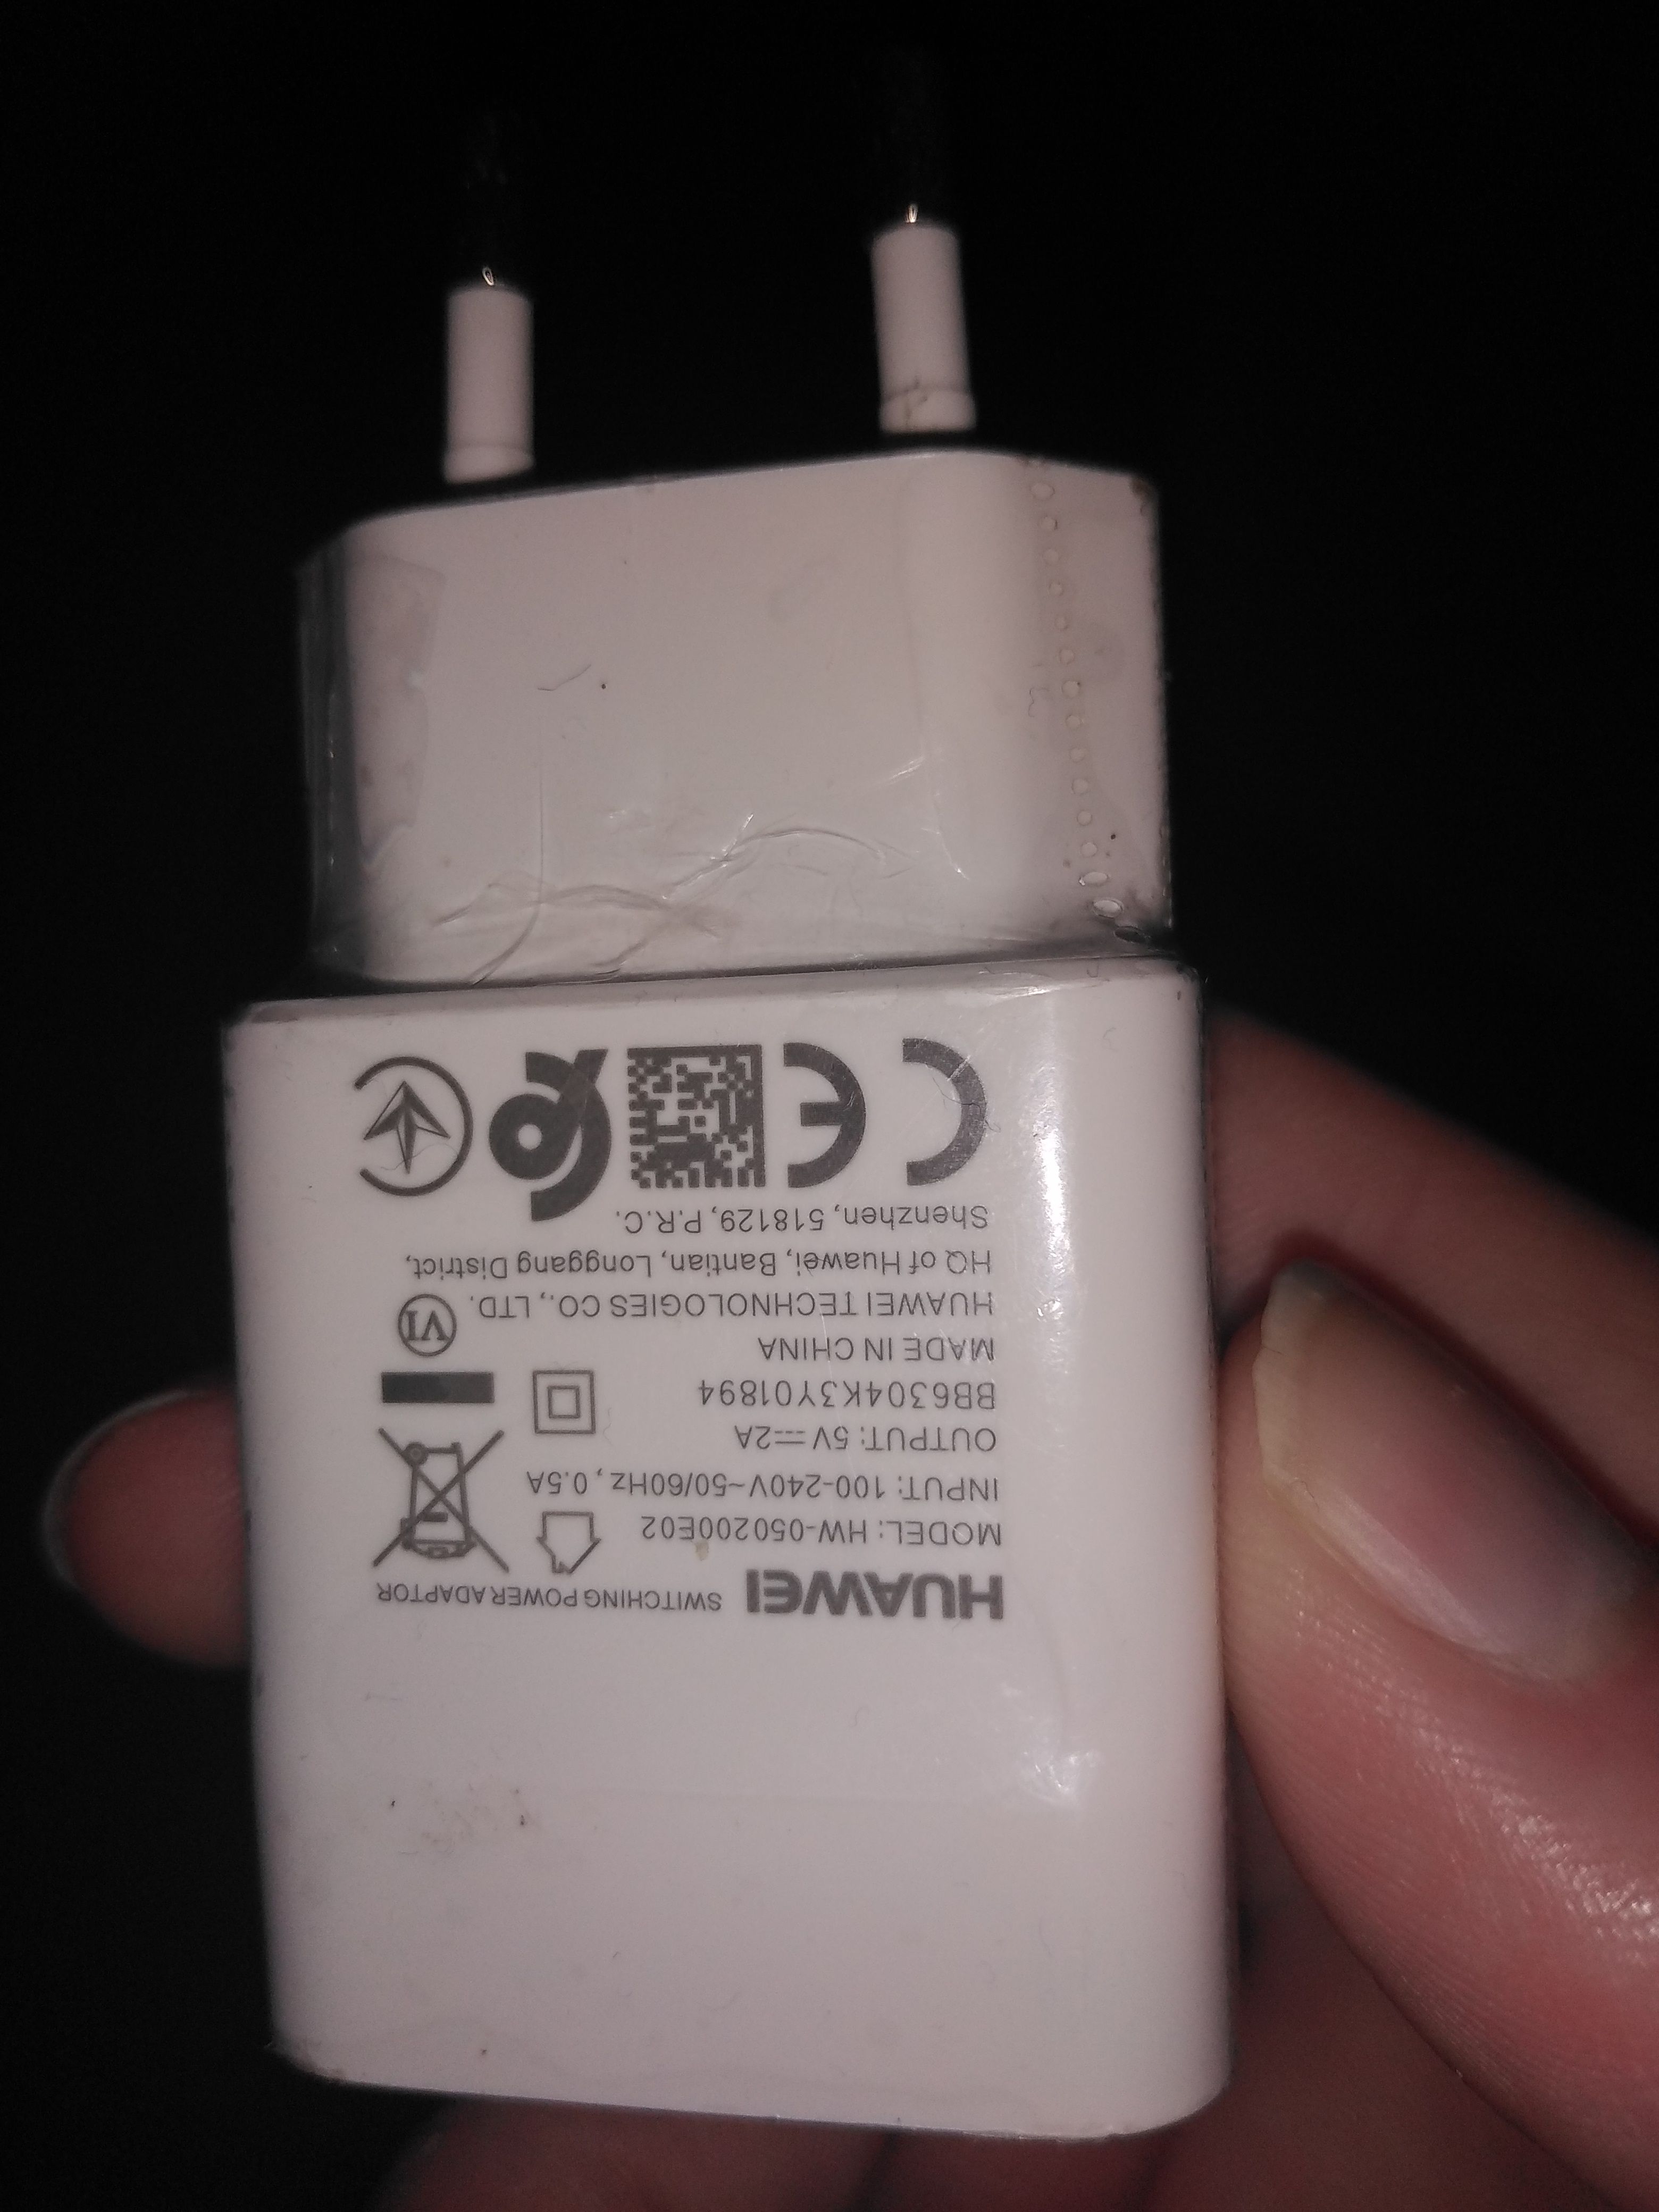 HUAWEI SWITCHING POWER ADAPTOR
MODEL: HW-050200E02
INPUT: 100-240V~50/60Hz, 0.5A
OUTPUT: 5V⎓2A
BB6304K3Y01894
MADE IN CHINA
HUAWEI TECHNOLOGIES CO., LTD.
VI
HQ of Huawei, Bantian, Longgang District,
Shenzhen, 518129, P.R.C.
CE